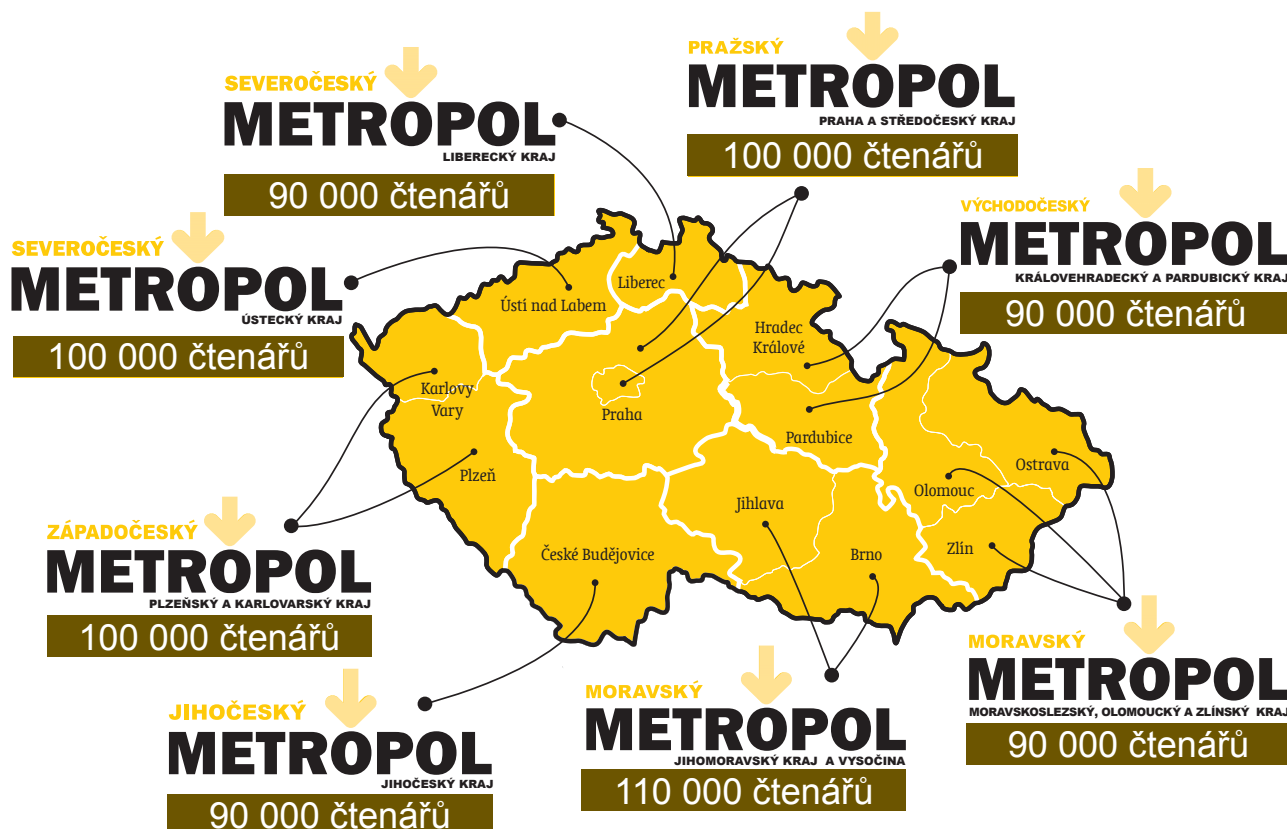 PRAŽSKÝ
METROPOL
PRAHA A STŘEDOČESKÝ KRAJ
100 000 čtenářů
SEVEROČESKÝ
METROPOL
LIBERECKÝ KRAJ
90 000 čtenářů
VÝCHODOČESKÝ
METROPOL
KRÁLOVEHRADECKÝ A PARDUBICKÝ KRAJ
90 000 čtenářů
SEVEROČESKÝ
METROPOL
ÚSTECKÝ KRAJ
100 000 čtenářů
Liberec
Ústí nad Labem
Hradec
Králové
Karlovy
Vary
Praha
Pardubice
Plzeň
Ostrava
Olomouc
Jihlava
České Budějovice
Brno
Zlín
ZÁPADOČESKÝ
METROPOL
PLZEŇSKÝ A KARLOVARSKÝ KRAJ
100 000 čtenářů
JIHOČESKÝ
METROPOL
JIHOČESKÝ KRAJ
90 000 čtenářů
MORAVSKÝ
METROPOL
JIHOMORAVSKÝ KRAJ A VYSOČINA
110 000 čtenářů
MORAVSKÝ
METROPOL
MORAVSKOSLEZSKÝ, OLOMOUCKÝ A ZLÍNSKÝ KRAJ
90 000 čtenářů